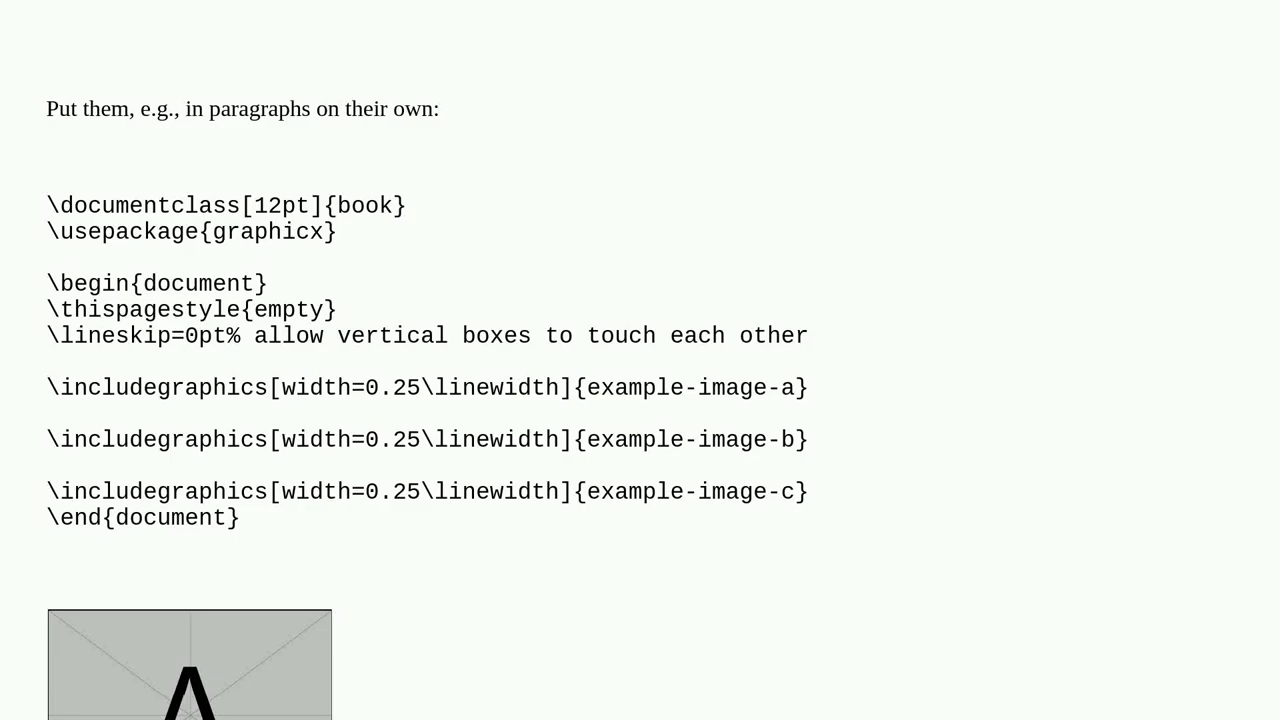 Put them, e.g., in paragraphs on their own:
\documentclass[12pt]{book}
\usepackage{graphicx}
\begin{document}
\thispagestyle{empty}
\lineskip=0pt% allow vertical boxes to touch each other
\includegraphics[width=0.25\linewidth]{example-image-a}
\includegraphics[width=0.25\linewidth]{example-image-b}
\includegraphics[width=0.25\linewidth]{example-image-c}
\end{document}
A